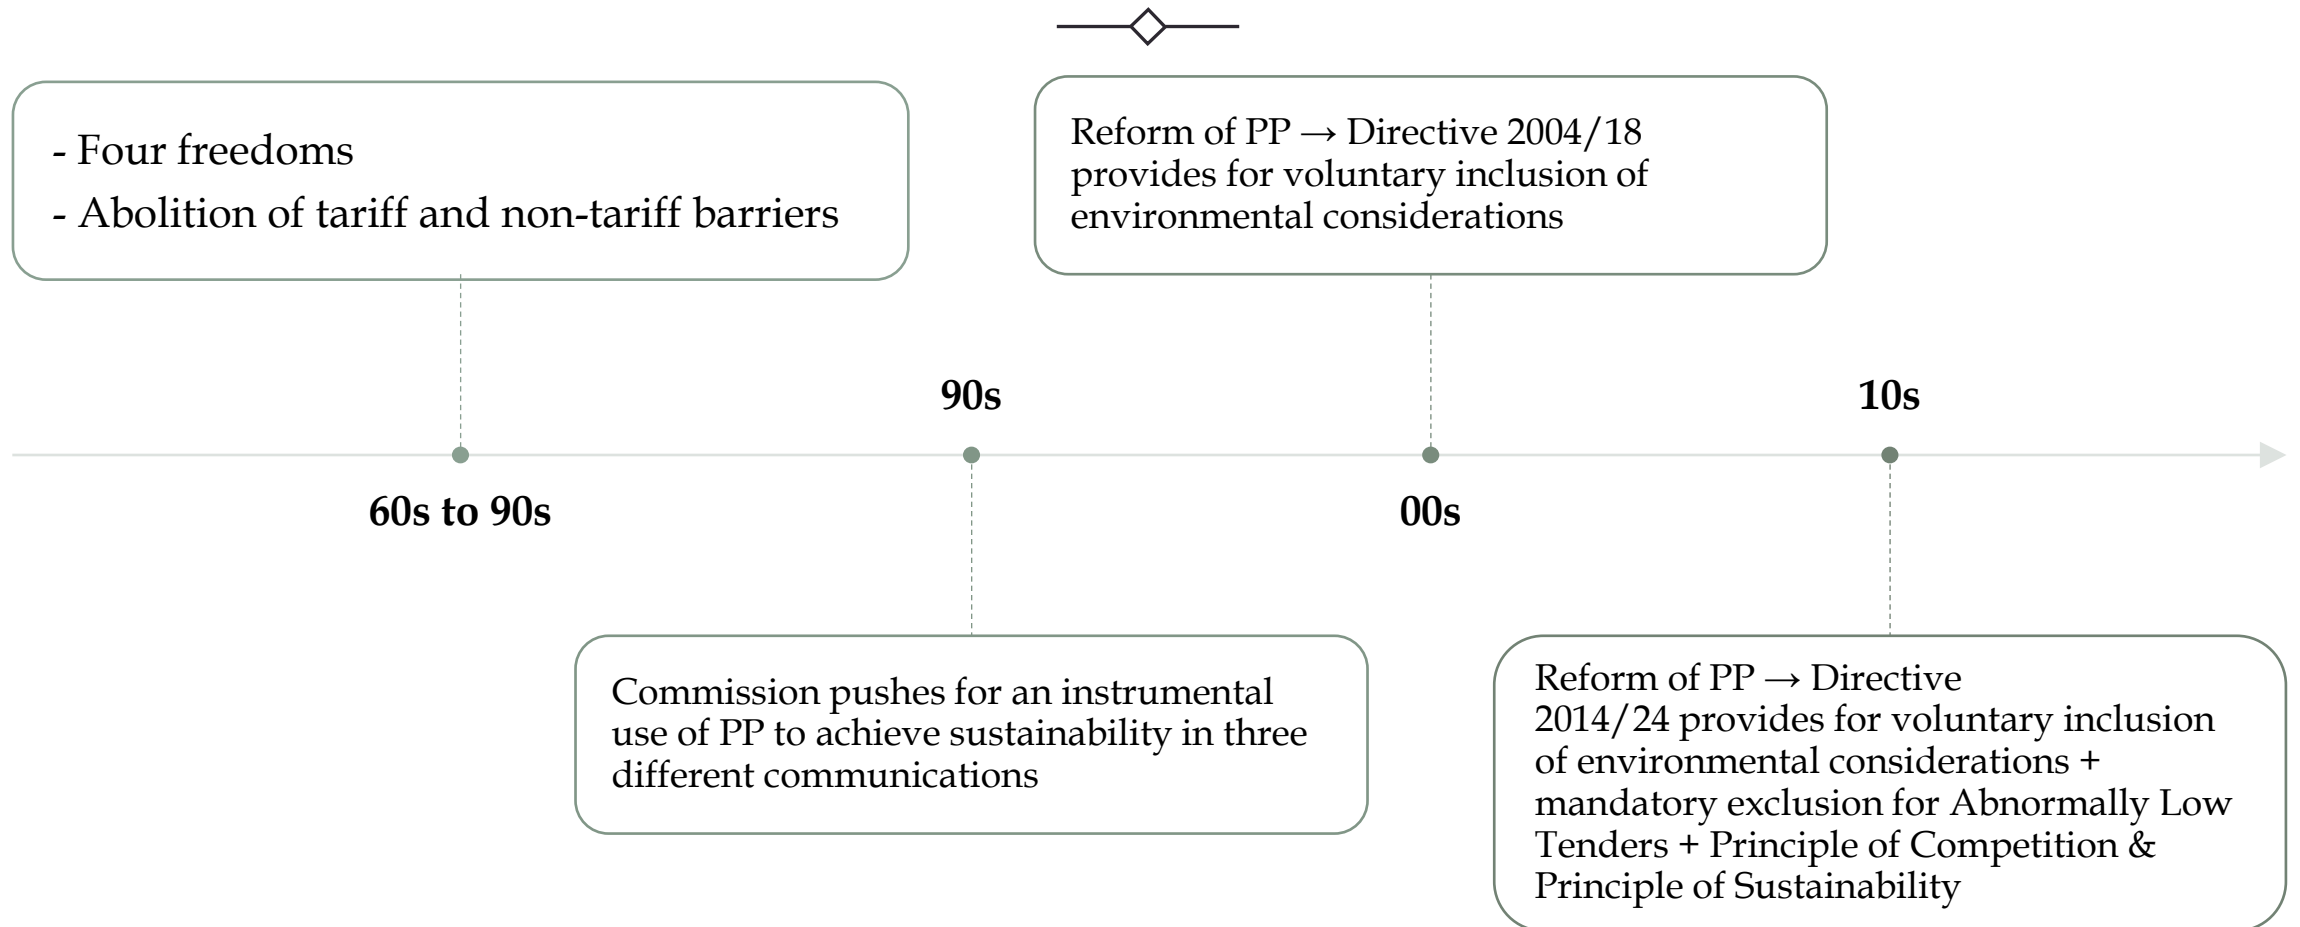 - Four freedoms
- Abolition of tariff and non-tariff barriers
Reform of PP → Directive 2004/18
provides for voluntary inclusion of
environmental considerations
90s
10s
60s to 90s
00s
Commission pushes for an instrumental
use of PP to achieve sustainability in three
different communications
Reform of PP → Directive
2014/24 provides for voluntary inclusion
of environmental considerations +
mandatory exclusion for Abnormally Low
Tenders + Principle of Competition &
Principle of Sustainability